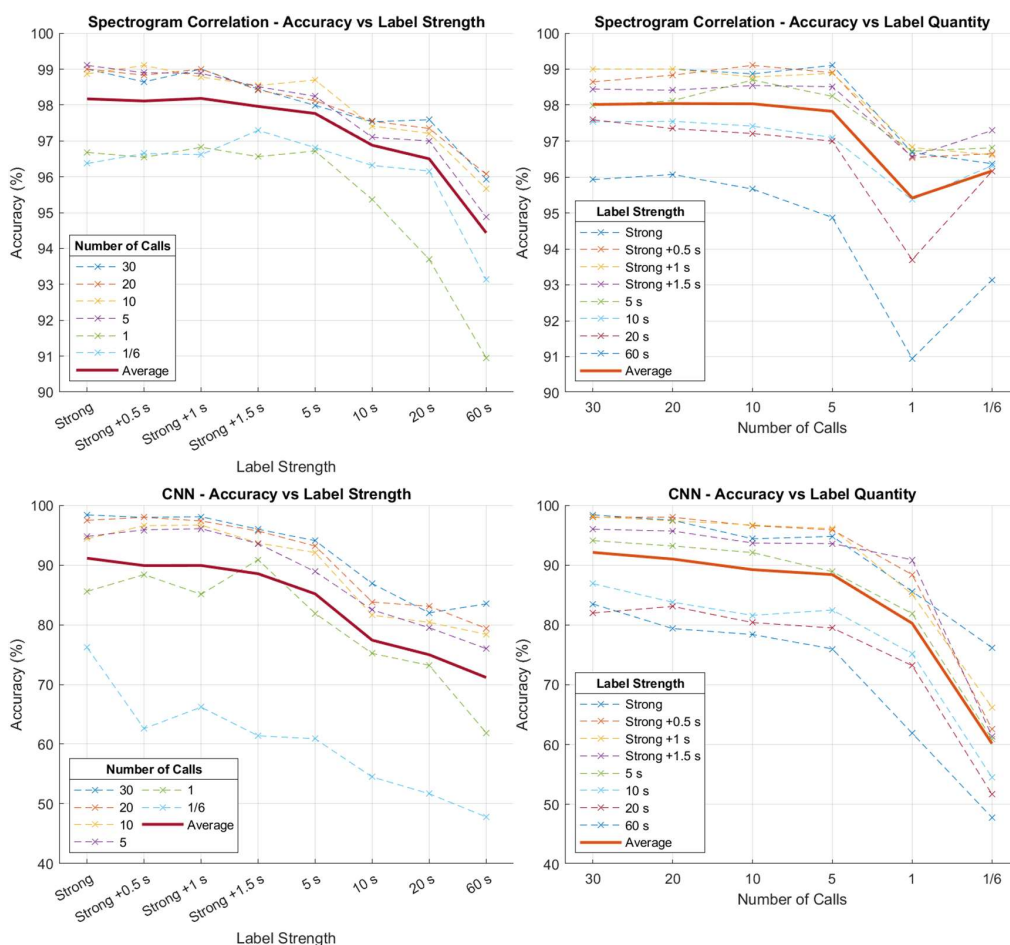 Spectrogram Correlation - Accuracy vs Label Strength
100
99
98
97
96
95
94
93
92
91
90
Accuracy (%)
Number of Calls
30
20
10
5
1
1/6
Average
Strong
Strong +0.5 s
Strong +1 s
Strong +1.5 s
5 s
10 s
20 s
60 s
Label Strength
Spectrogram Correlation - Accuracy vs Label Quantity
100
99
98
97
96
95
94
93
92
91
90
Accuracy (%)
Label Strength
Strong
Strong +0.5 s
Strong +1 s
Strong +1.5 s
5 s
10 s
20 s
60 s
Average
30 20 10 5 1 1/6
Number of Calls
CNN - Accuracy vs Label Strength
100
90
80
70
60
50
40
Accuracy (%)
Number of Calls
30 1
20 1/6
10 Average
5
Strong
Strong +0.5 s
Strong +1 s
Strong +1.5 s
5 s
10 s
20 s
60 s
Label Strength
CNN - Accuracy vs Label Quantity
100
90
80
70
60
50
40
Accuracy (%)
Label Strength
Strong
Strong +0.5 s
Strong +1 s
Strong +1.5 s
5 s
10 s
20 s
60 s
Average
30 20 10 5 1 1/6
Number of Calls